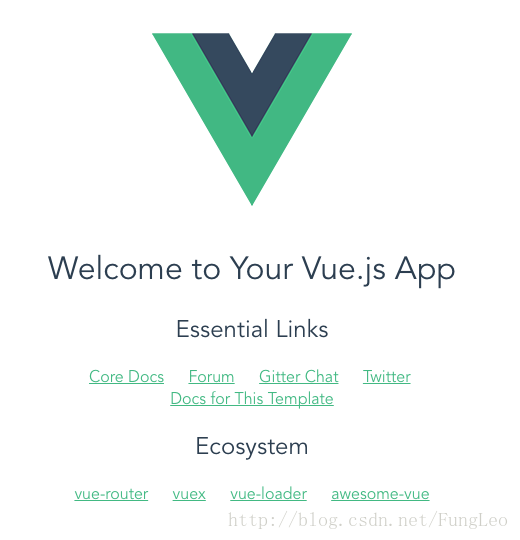 Welcome to Your Vue.js App
Essential Links
Core Docs Forum Gitter Chat Twitter
Docs for This Template
Ecosystem
vue-router vuex vue-loader awesome-vue
http://blog.csdn.net/FungLeo